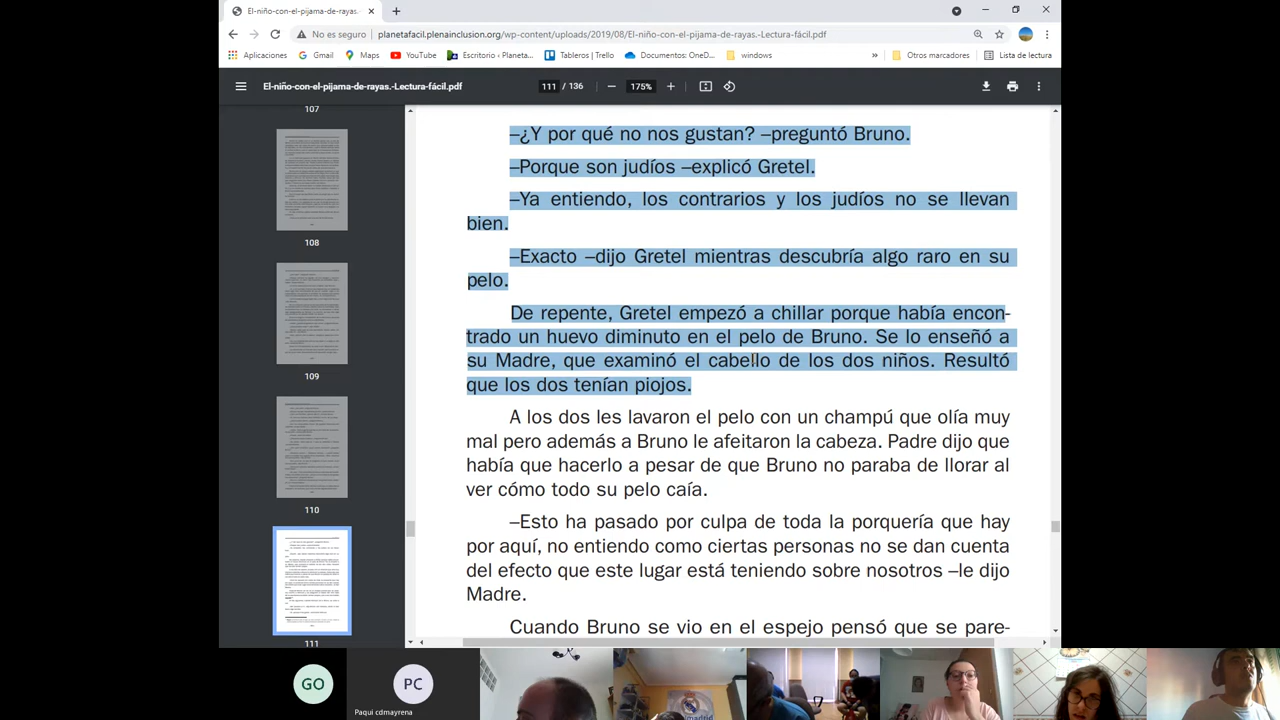 El-niño-con-el-pijama-de-rayas.-
No es seguro
planetafacil.plenainclusion.org/wp-content/uploads/2019/08/El-niño-con-el-pijama-de-rayas.-Lectura-fácil.pdf
Aplicaciones Gmail Maps YouTube Escritorio – Planeta... Tableros | Trello Documentos: OneD... windows » Otros marcadores Lista de lectura
El-niño-con-el-pijama-de-rayas.-Lectura-fácil.pdf 111 / 136 175%
107
108
109
110
111
–¿Y por qué no nos gustan? –preguntó Bruno.
–Porque son judíos –explicó Gretel.
–Ya entiendo, los contrarios y los judíos no se llevan
bien.
–Exacto –dijo Gretel mientras descubría algo raro en su
pelo.
De repente, Gretel empezó a chillar porque había encon-
trado un huevo diminuto en el pelo de Bruno. Se lo enseñó a
su Madre, que examinó el cabello de los dos niños. Resultó
que los dos tenían piojos.
A los dos les lavaron el pelo con un champú que olía muy
mal pero además a Bruno le afeitaron la cabeza. Padre dijo que
había que hacerlo a pesar de que Bruno no paraba de llorar al
ver cómo todo su pelo caía.
–Esto ha pasado por culpa de toda la porquería que hay
por aquí, no entiendo cómo otras personas no se dan cuenta
del efecto que este lugar está teniendo sobre nosotros –le dijo
Madre.
Cuando Bruno se vio en el espejo pensó que se pare-
GO
PC
Paqui cdmayrena
madrid